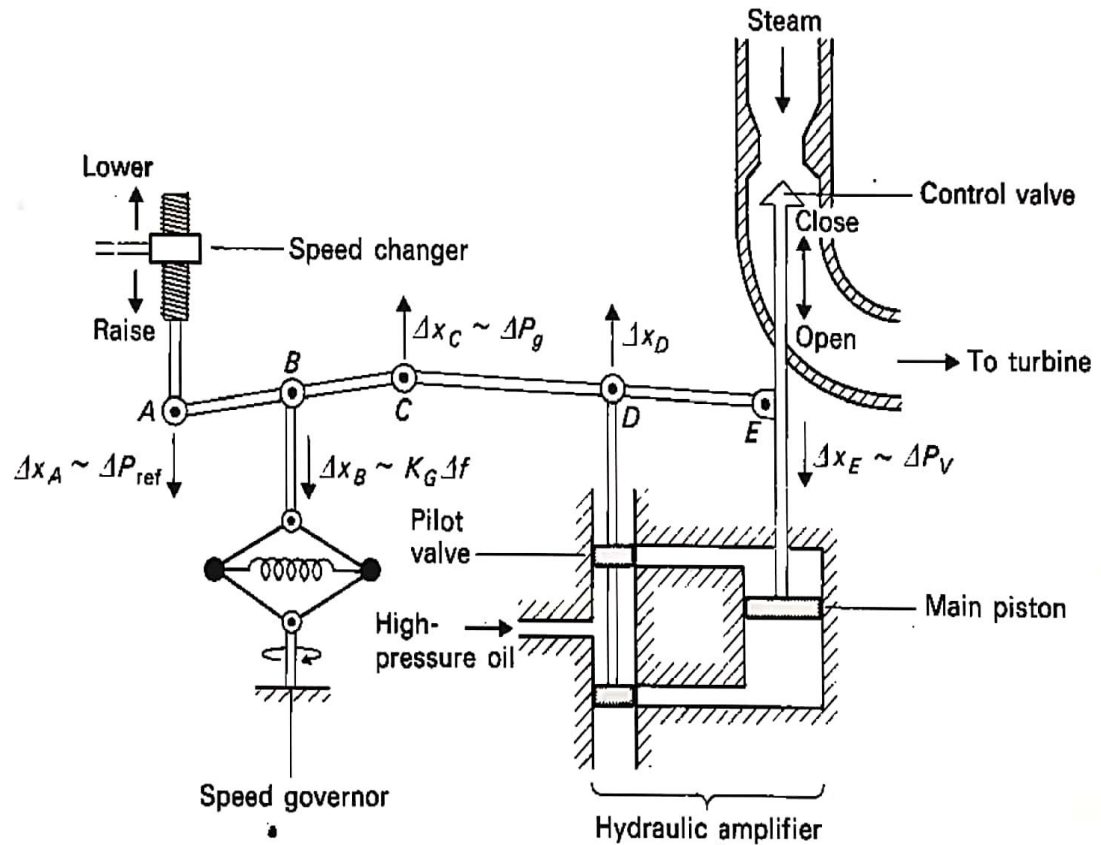 Steam
Lower
Control valve
Close
Speed changer
Raise
Δx_C ~ ΔP_g
Δx_D
Open
To turbine
B
A
C
D
E
Δx_A ~ ΔP_ref
Δx_B ~ K_G Δf
Δx_E ~ ΔP_V
Pilot
valve
Main piston
High-
pressure oil
Speed governor
Hydraulic amplifier